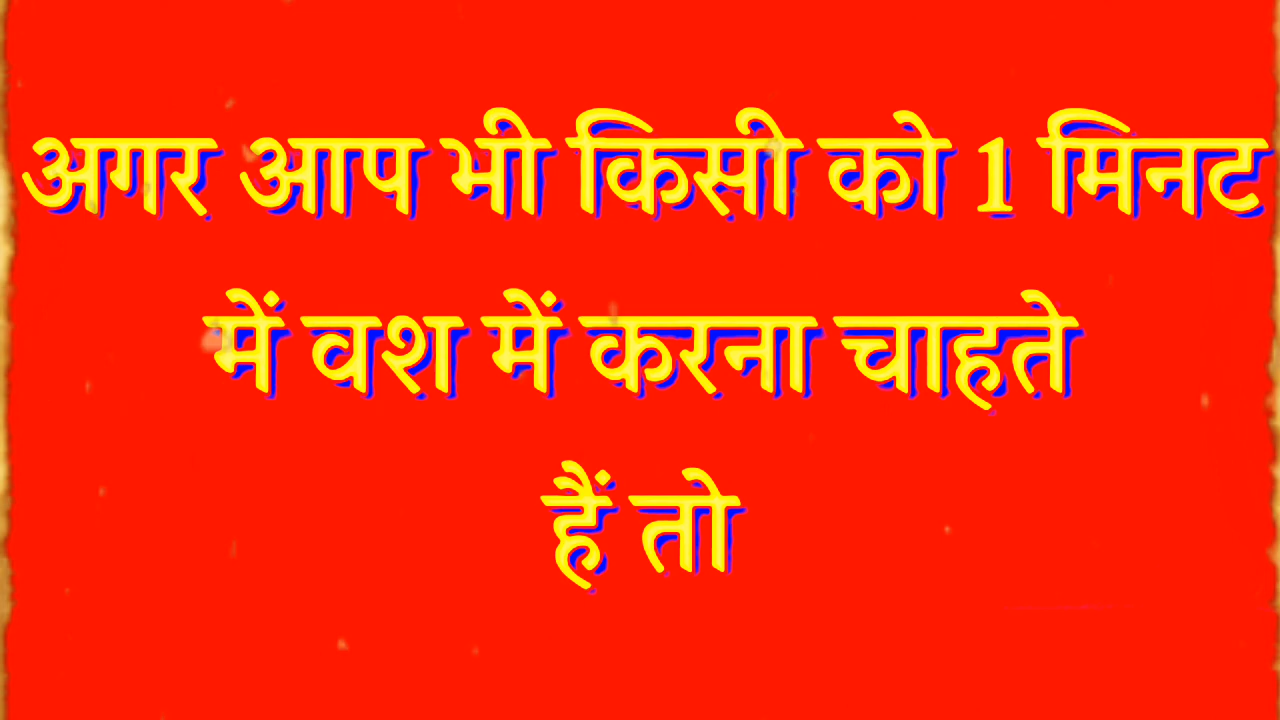 अगर आप भी किसी को 1 मिनट
में वश में करना चाहते
हैं तो